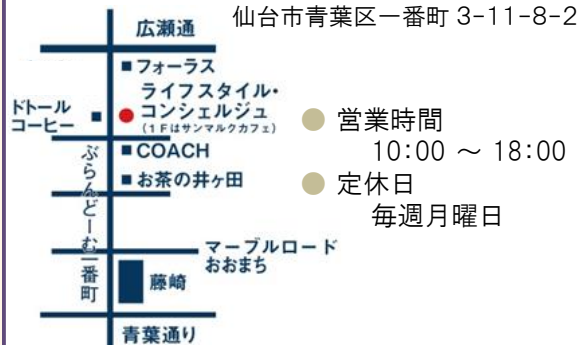 仙台市青葉区一番町 3-11-8-2
広瀬通
■フォーラス
ライフスタイル・
コンシェルジュ
(1Fはサンマルクカフェ)
ドトール
コーヒー ■
■COACH
■お茶の井ヶ田
ぶらんどーむ一番町
マーブルロード
おおまち
藤崎
青葉通り
● 営業時間
10:00 ～ 18:00
● 定休日
毎週月曜日